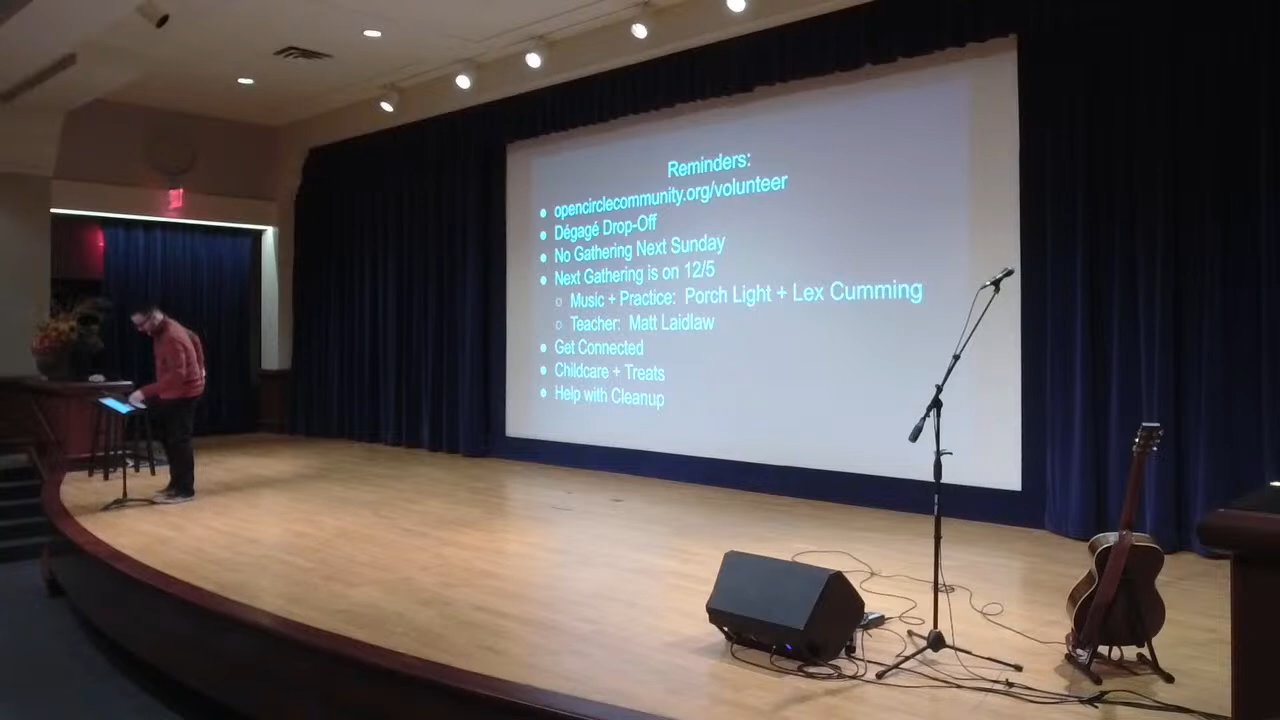 Reminders:
● opencirclecommunity.org/volunteer
● Dégagé Drop-Off
● No Gathering Next Sunday
● Next Gathering is on 12/5
○ Music + Practice: Porch Light + Lex Cumming
○ Teacher: Matt Laidlaw
● Get Connected
● Childcare + Treats
● Help with Cleanup